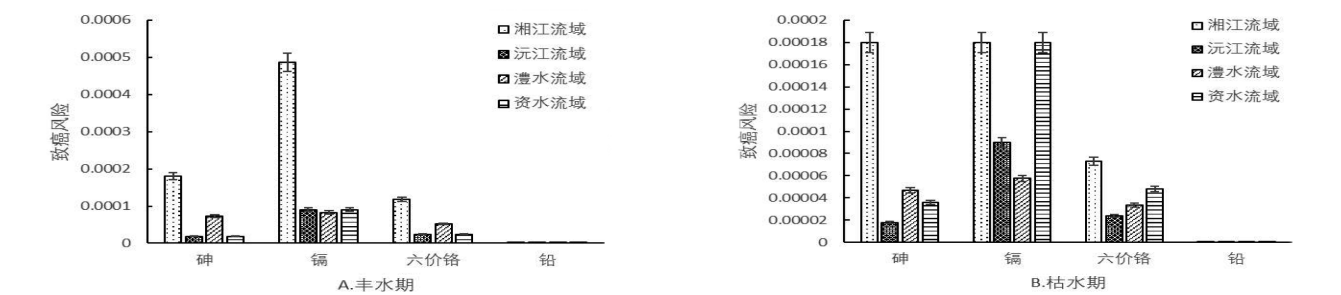 0.0006
0.0005
0.0004
0.0003
0.0002
0.0001
0
致癌风险
湘江流域
沅江流域
澧水流域
资水流域
砷 镉 六价铬 铅
A.丰水期
0.0002
0.00018
0.00016
0.00014
0.00012
0.0001
0.00008
0.00006
0.00004
0.00002
0
致癌风险
湘江流域
沅江流域
澧水流域
资水流域
砷 镉 六价铬 铅
B.枯水期